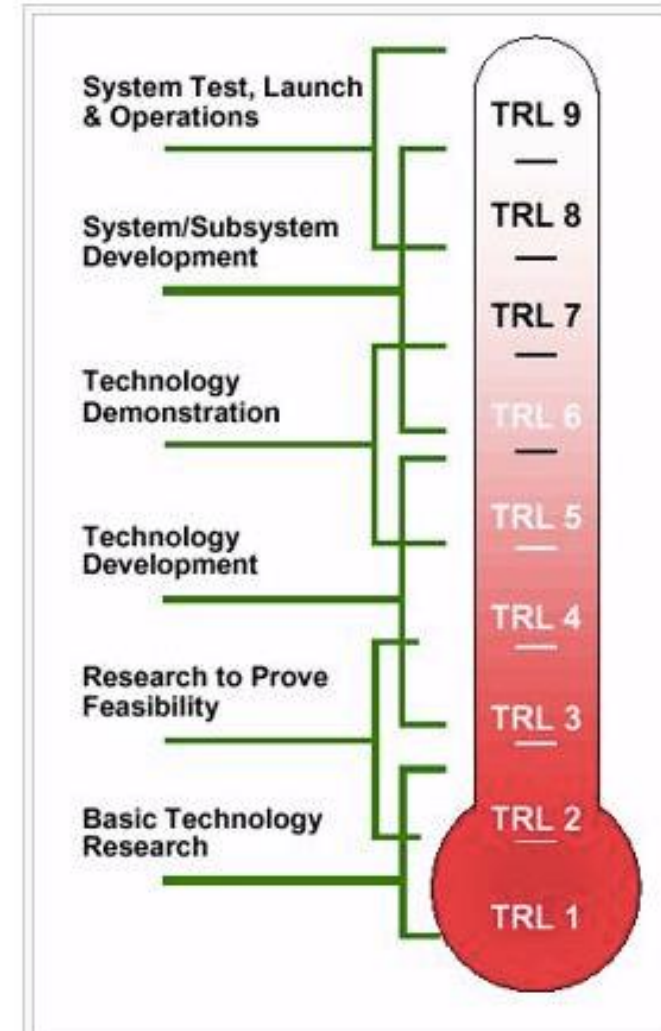 System Test, Launch
& Operations
System/Subsystem
Development
Technology
Demonstration
Technology
Development
Research to Prove
Feasibility
Basic Technology
Research
TRL 9
TRL 8
TRL 7
TRL 6
TRL 5
TRL 4
TRL 3
TRL 2
TRL 1